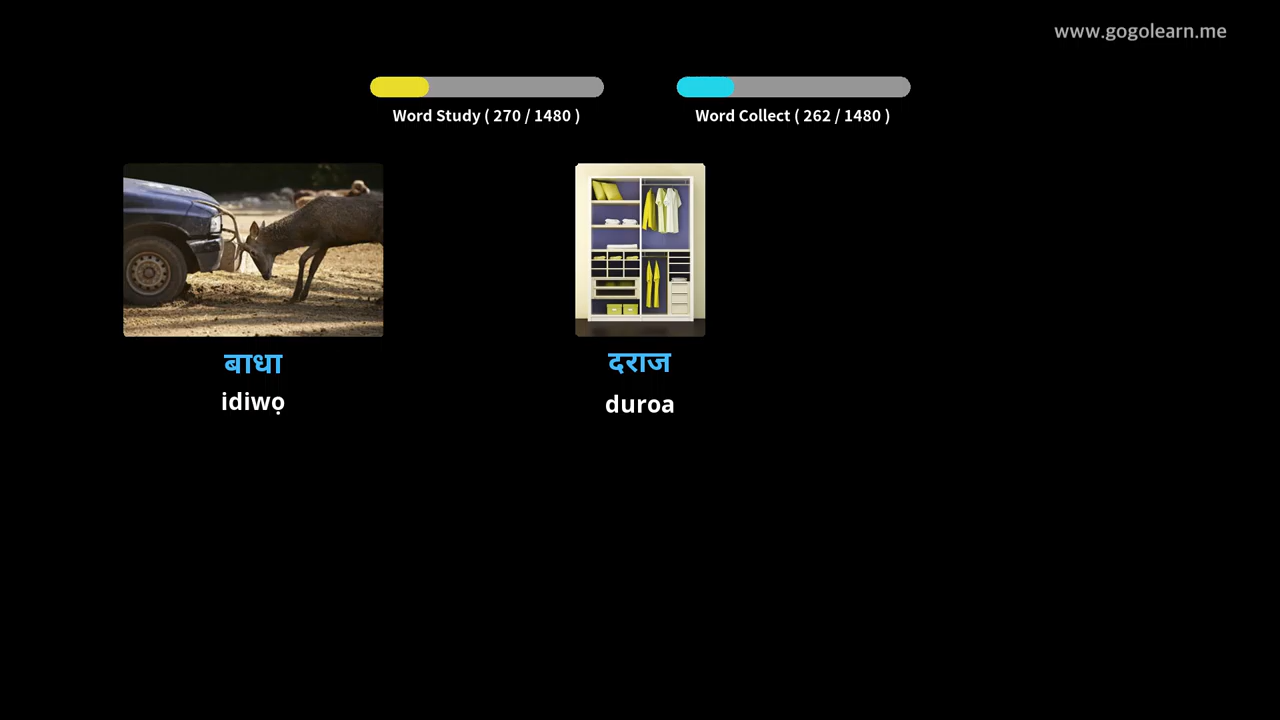 www.gogolearn.me
Word Study ( 270 / 1480 )
Word Collect ( 262 / 1480 )
बाधा
idiwọ
दराज
duroa